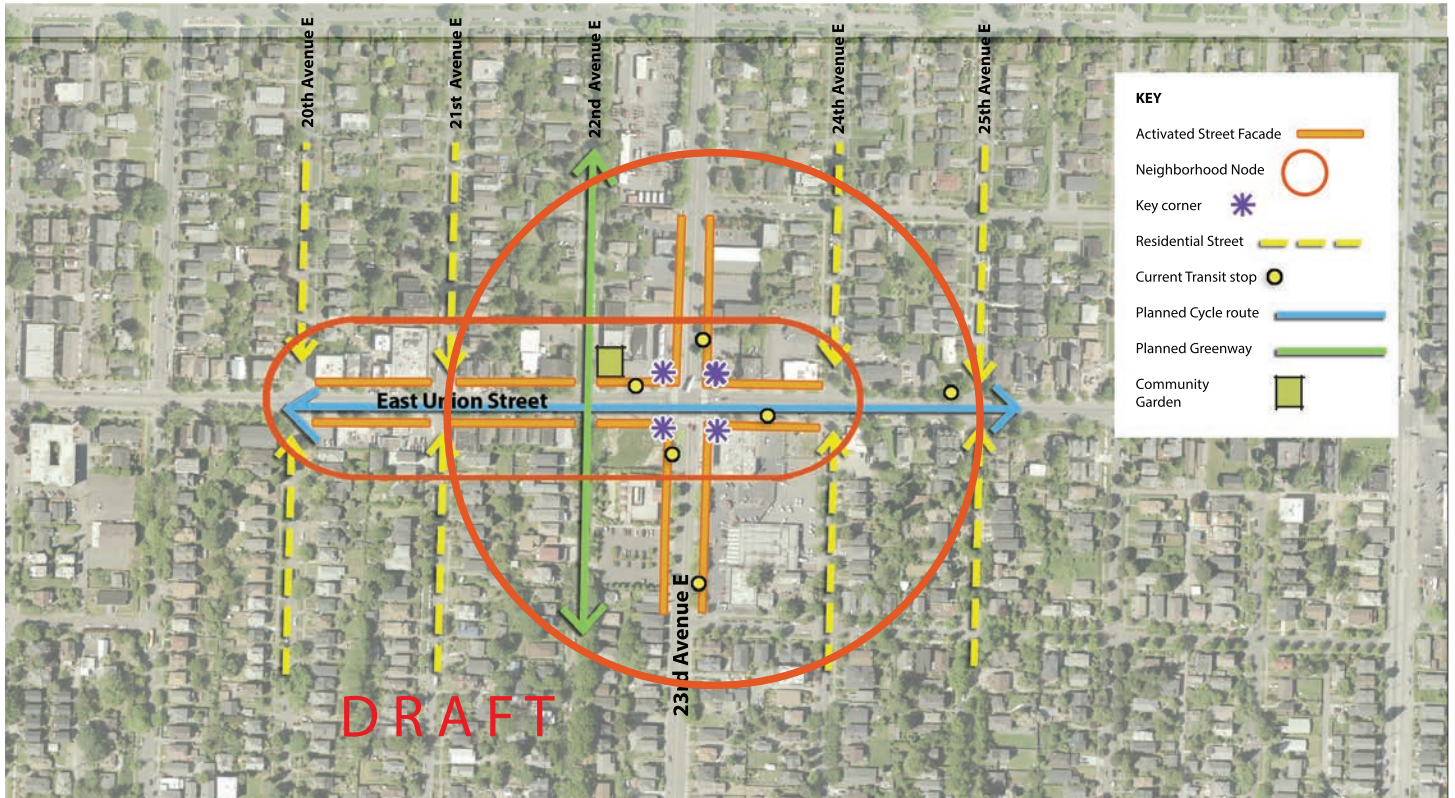 20th Avenue E
21st Avenue E
22nd Avenue E
24th Avenue E
25th Avenue E
KEY
Activated Street Facade
Neighborhood Node
Key corner
Residential Street
Current Transit stop
Planned Cycle route
Planned Greenway
Community
Garden
East Union Street
23rd Avenue E
DRAFT